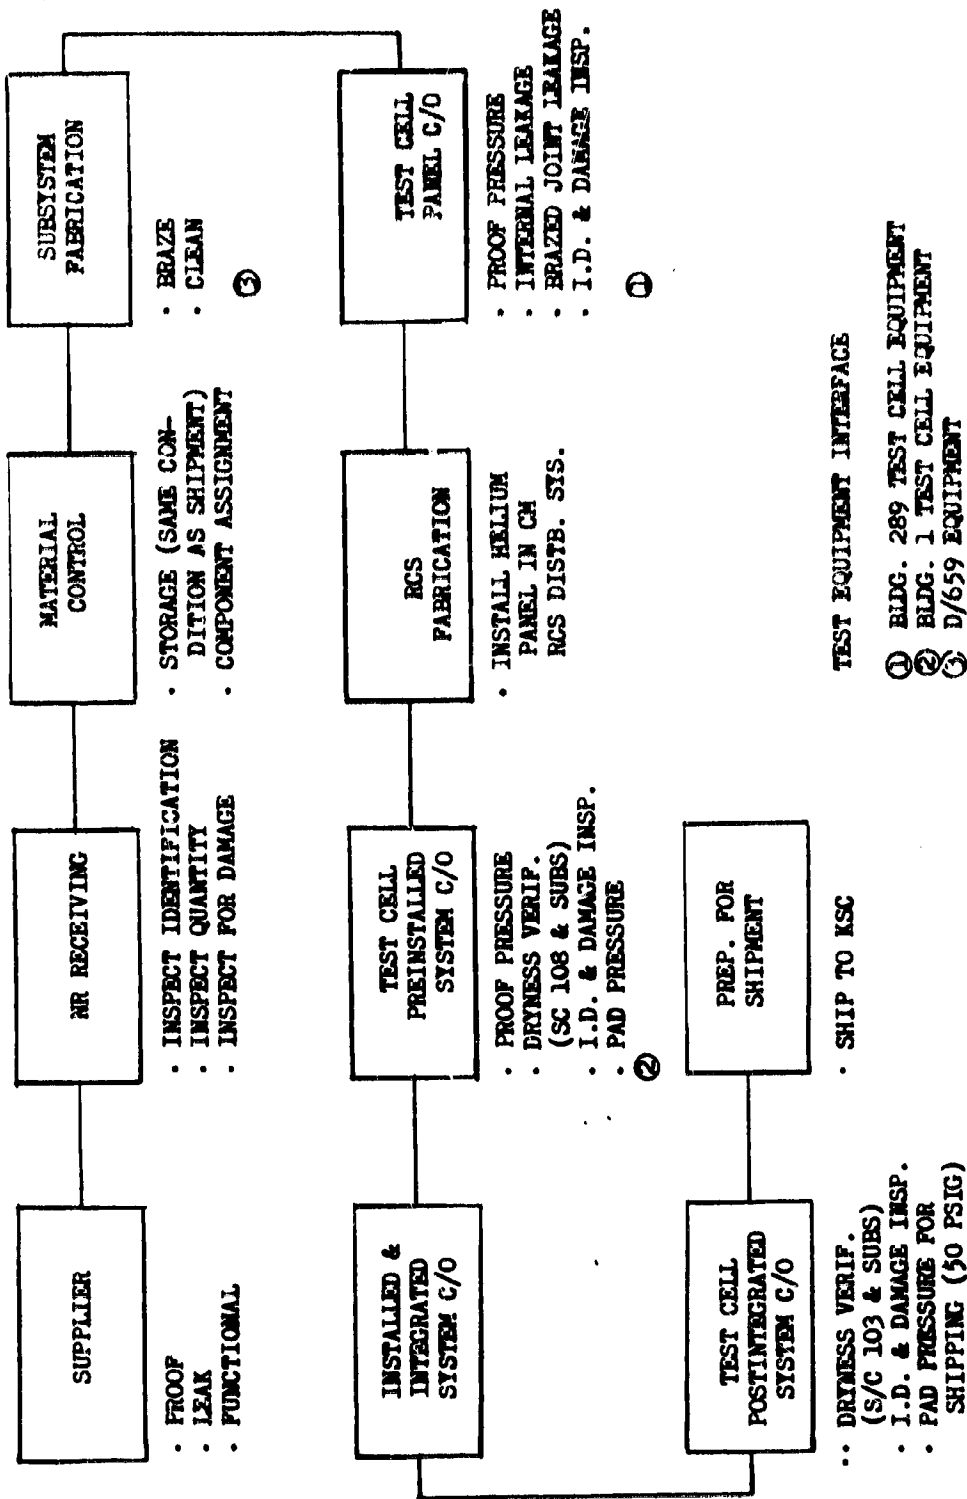 SUPPLIER
· PROOF
· LEAK
· FUNCTIONAL
NR RECEIVING
· INSPECT IDENTIFICATION
· INSPECT QUANTITY
· INSPECT FOR DAMAGE
MATERIAL
CONTROL
· STORAGE (SAME CON-
DITION AS SHIPMENT)
· COMPONENT ASSIGNMENT
SUBSYSTEM
FABRICATION
· BRAZE
· CLEAN
③
TEST CELL
PANEL C/O
· PROOF PRESSURE
· INTERNAL LEAKAGE
· BRAZED JOINT LEAKAGE
· I.D. & DAMAGE INSP.
①
RCS
FABRICATION
· INSTALL HELIUM
PANEL IN CM
RCS DISTB. SYS.
TEST CELL
PREINSTALLED
SYSTEM C/O
· PROOF PRESSURE
· DRYNESS VERIF.
(SC 108 & SUBS)
· I.D. & DAMAGE INSP.
· PAD PRESSURE
②
INSTALLED &
INTEGRATED
SYSTEM C/O
TEST CELL
POSTINTEGRATED
SYSTEM C/O
·· DRYNESS VERIF.
(S/C 103 & SUBS)
· I.D. & DAMAGE INSP.
· PAD PRESSURE FOR
SHIPPING (50 PSIG)
PREP. FOR
SHIPMENT
· SHIP TO KSC
TEST EQUIPMENT INTERFACE
① BLDG. 289 TEST CELL EQUIPMENT
② BLDG. 1 TEST CELL EQUIPMENT
③ D/659 EQUIPMENT